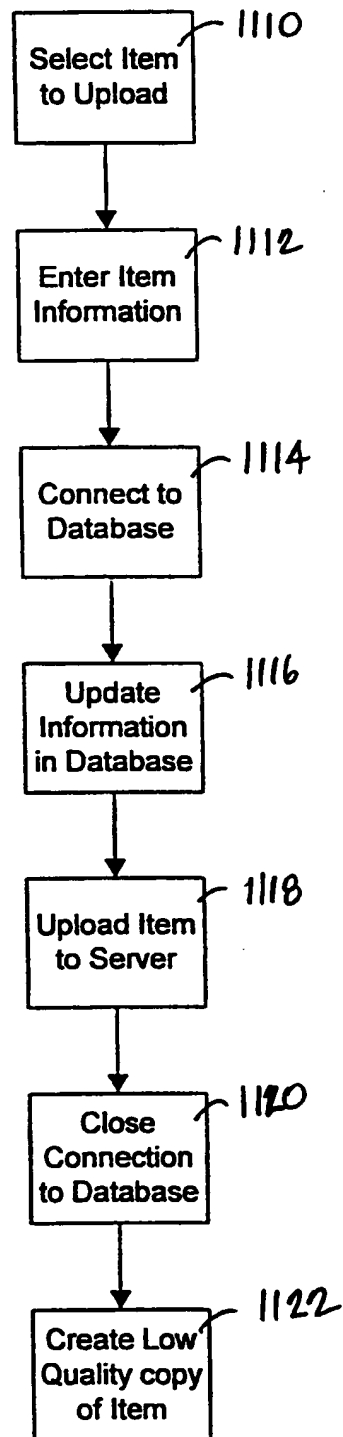 1110
Select Item
to Upload
1112
Enter Item
Information
1114
Connect to
Database
1116
Update
Information
in Database
1118
Upload Item
to Server
1120
Close
Connection
to Database
1122
Create Low
Quality copy
of Item